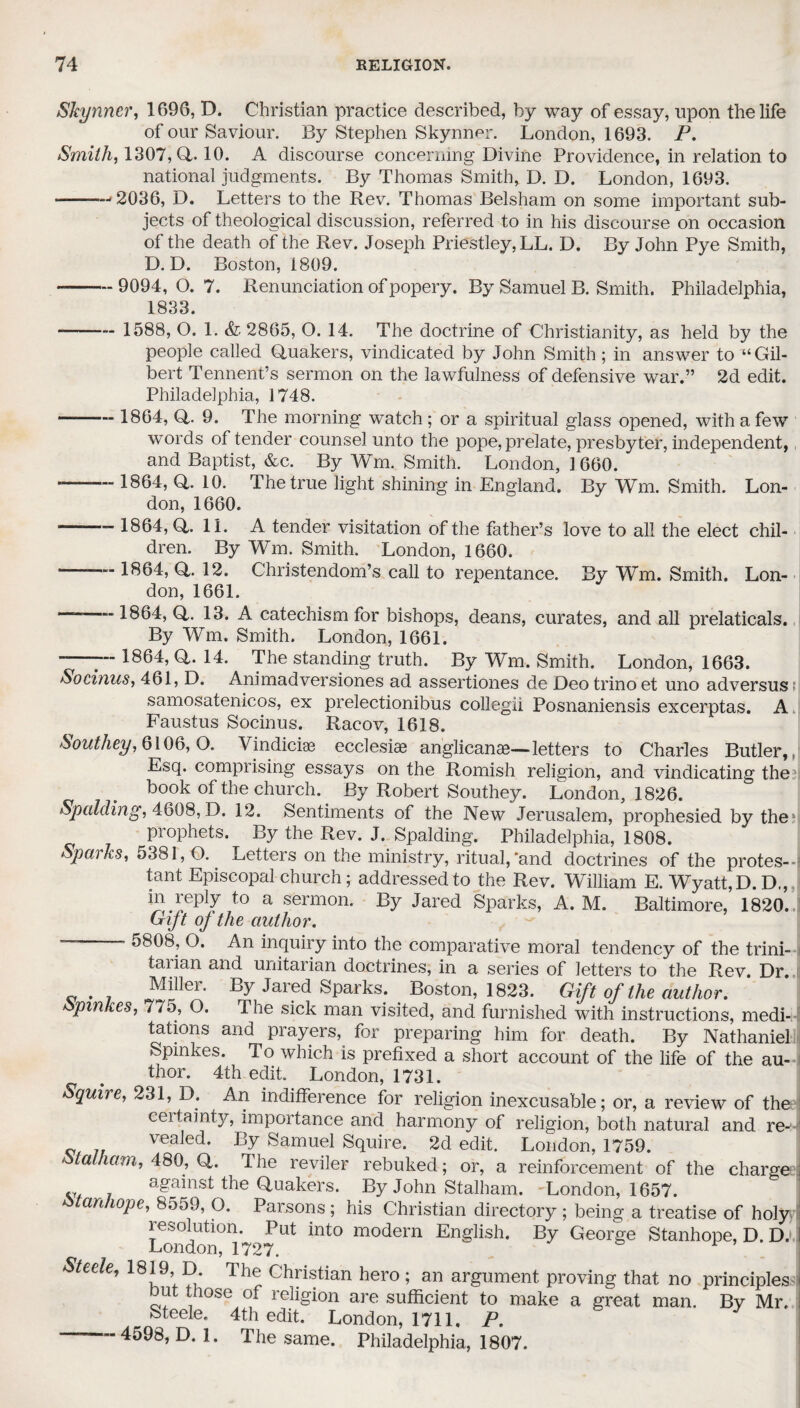 74 RELIGION.
Skynner, 1696, D. Christian practice described, by way of essay, upon the life
of our Saviour. By Stephen Skynner. London, 1693. P.
Smith, 1307, Q. 10. A discourse concerning Divine Providence, in relation to
national judgments. By Thomas Smith, D. D. London, 1693.
——— 2036, D. Letters to the Rev. Thomas Belsham on some important sub-
jects of theological discussion, referred to in his discourse on occasion
of the death of the Rev. Joseph Priestley, LL. D. By John Pye Smith,
D. D. Boston, 1809.
——— 9094, O. 7. Renunciation of popery. By Samuel B. Smith. Philadelphia,
1833.
——— 1588, O. 1. & 2865, O. 14. The doctrine of Christianity, as held by the
people called Quakers, vindicated by John Smith; in answer to “Gil-
bert Tennent’s sermon on the lawfulness of defensive war.” 2d edit.
Philadelphia, 1748.
——— 1864, Q. 9. The morning watch; or a spiritual glass opened, with a few
words of tender counsel unto the pope, prelate, presbyter, independent,
and Baptist, &c. By Wm. Smith. London, 1660.
——— 1864, Q. 10. The true light shining in England. By Wm. Smith. Lon-
don, 1660.
——— 1864, Q. 11. A tender visitation of the father’s love to all the elect chil-
dren. By Wm. Smith. London, 1660.
——— 1864, Q. 12. Christendom’s call to repentance. By Wm. Smith. Lon-
don, 1661.
——— 1864, Q. 13. A catechism for bishops, deans, curates, and all prelaticals.
By Wm. Smith. London, 1661.
——— 1864, Q. 14. The standing truth. By Wm. Smith. London, 1663.
Socinus, 461, D. Animadversiones ad assertiones de Deo trino et uno adversus
samosatenicos, ex prelectionibus collegii Posnaniensis excerptas. A
Faustus Socinus. Racov, 1618.
Southey, 6106, O. Vindiciæ ecclesiæ anglicanæ—letters to Charles Butler,
Esq. comprising essays on the Romish religion, and vindicating the
book of the church. By Robert Southey. London, 1826.
Spalding, 4608, D. 12. Sentiments of the New Jerusalem, prophesied by the
prophets. By the Rev. J. Spalding. Philadelphia, 1808.
Sparks, 5381, O. Letters on the ministry, ritual, and doctrines of the protes-
tant Episcopal church; addressed to the Rev. William E. Wyatt, D. D.,
in reply to a sermon. By Jared Sparks, A. M. Baltimore, 1820.
Gift of the author.
——— 5808, O. An inquiry into the comparative moral tendency of the trini-
tarian and unitarian doctrines, in a series of letters to the Rev. Dr.
Miller. By Jared Sparks. Boston, 1823. Gift of the author.
Spinkes, 775, O. The sick man visited, and furnished with instructions, medi-
tations and prayers, for preparing him for death. By Nathaniel
Spinkes. To which is prefixed a short account of the life of the au-
thor. 4th edit. London, 1731.
Squire, 231, D. An indifference for religion inexcusable; or, a review of the
certainty, importance and harmony of religion, both natural and re-
vealed. By Samuel Squire. 2d edit. London, 1759.
Stalham, 480, Q. The reviler rebuked; or, a reinforcement of the charge
against the Quakers. By John Stalham. London, 1657.
Stanhope, 8559, O. Parsons; his Christian directory; being a treatise of holy
resolution. Put into modern English. By George Stanhope, D. D.
London, 1727.
Steele, 1819, D. The Christian hero; an argument proving that no principles
but those of religion are sufficient to make a great man. By Mr.
Steele. 4th edit. London, 1711. P.
——— 4598, D. 1. The same. Philadelphia, 1807.